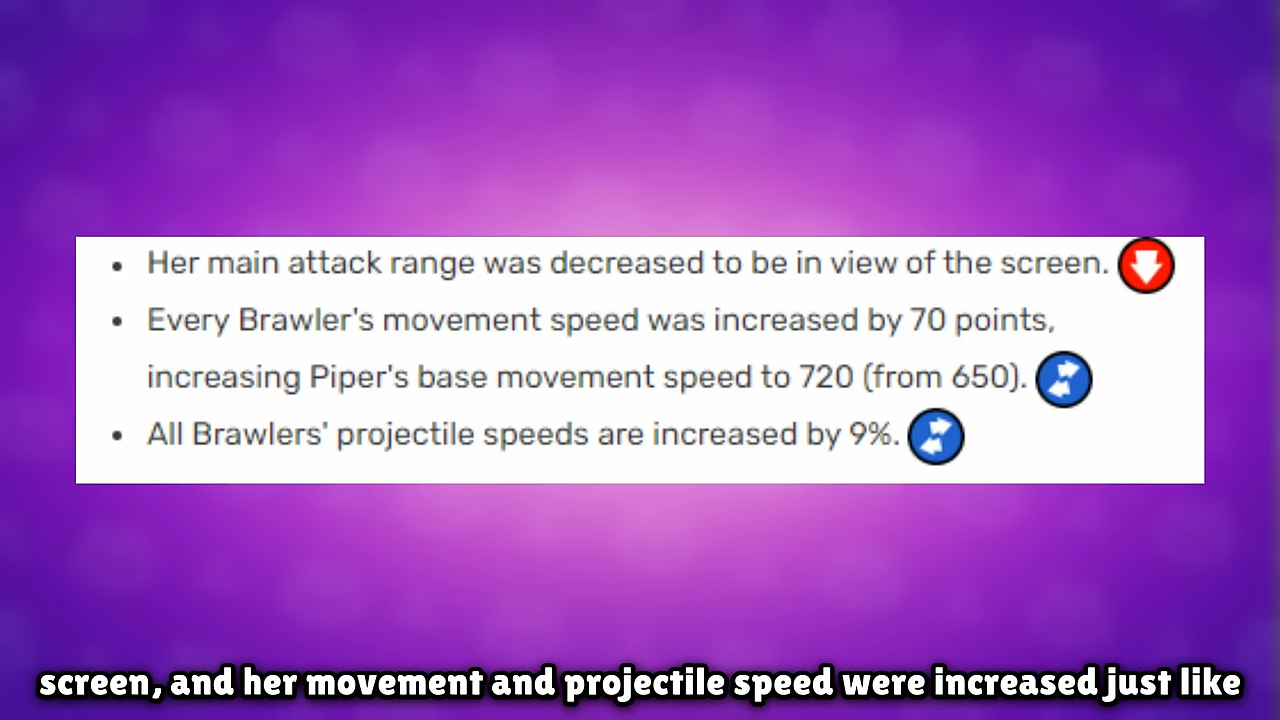 • Her main attack range was decreased to be in view of the screen.
• Every Brawler's movement speed was increased by 70 points,
increasing Piper's base movement speed to 720 (from 650).
• All Brawlers' projectile speeds are increased by 9%.
screen, and her movement and projectile speed were increased just like